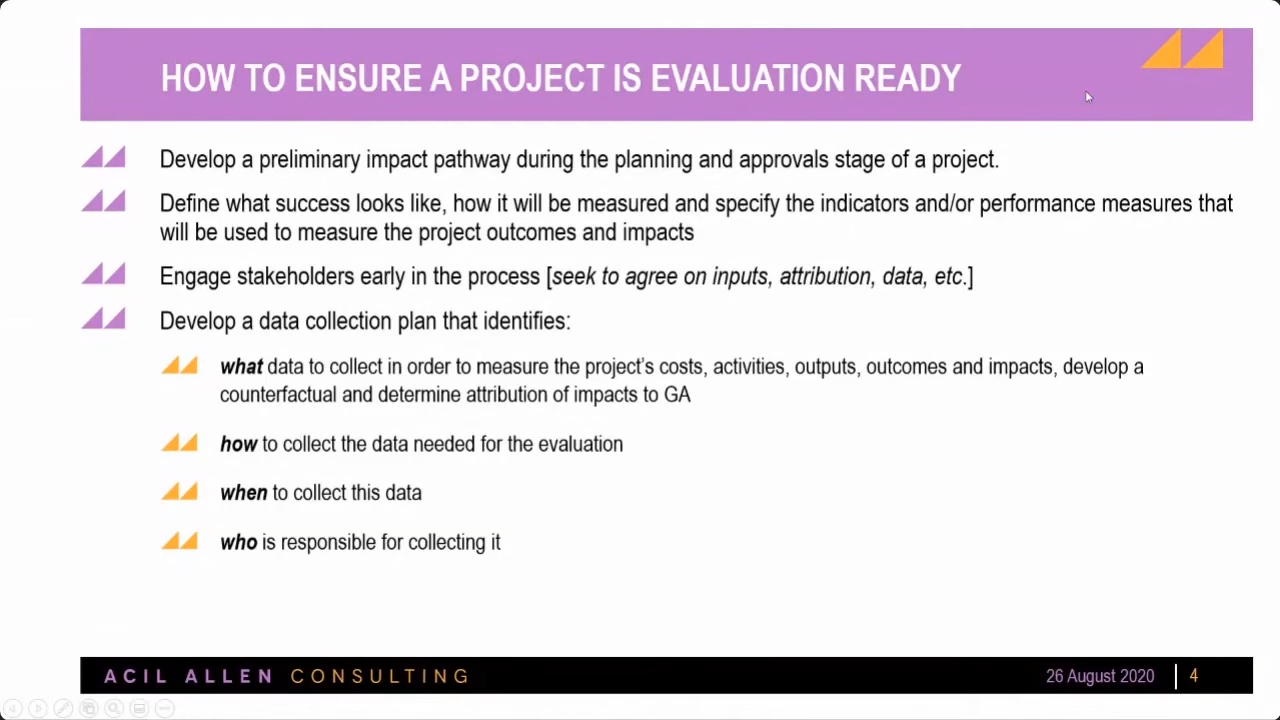 HOW TO ENSURE A PROJECT IS EVALUATION READY
Develop a preliminary impact pathway during the planning and approvals stage of a project.
Define what success looks like, how it will be measured and specify the indicators and/or performance measures that
will be used to measure the project outcomes and impacts
Engage stakeholders early in the process [seek to agree on inputs, attribution, data, etc.]
Develop a data collection plan that identifies:
what data to collect in order to measure the project's costs, activities, outputs, outcomes and impacts, develop a
counterfactual and determine attribution of impacts to GA
how to collect the data needed for the evaluation
when to collect this data
who is responsible for collecting it
ACIL ALLEN CONSULTING
26 August 2020 4